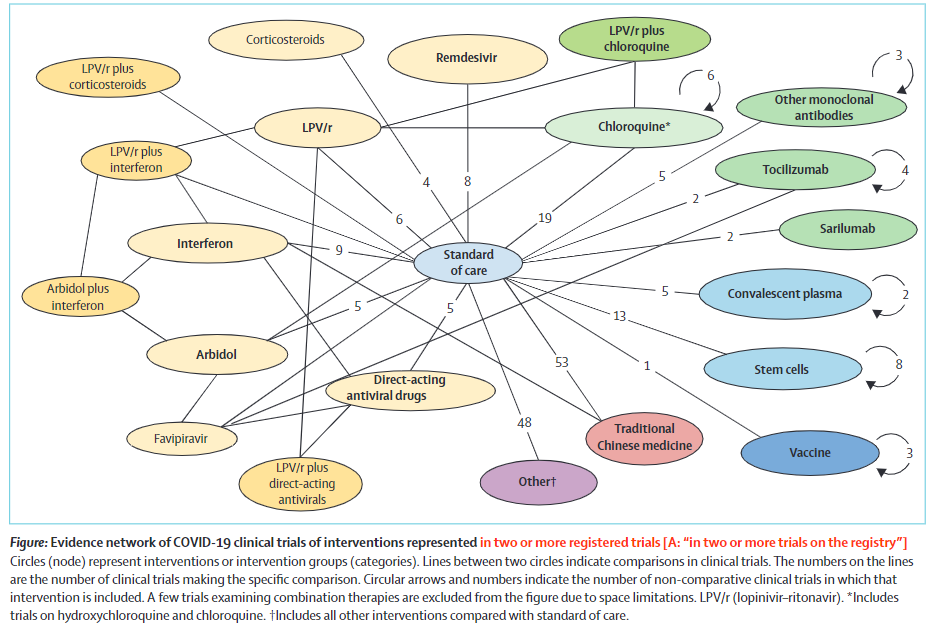 Corticosteroids
Remdesivir
LPV/r plus
chloroquine
LPV/r plus
corticosteroids
6
3
Other monoclonal
antibodies
LPV/r
Chloroquine*
LPV/r plus
interferon
Tocilizumab
4
4
8
5
2
6
19
Sarilumab
Interferon
9
2
Standard
of care
Arbidol plus
interferon
5
5
5
Convalescent plasma
2
13
Arbidol
53
1
Stem cells
8
Direct-acting
antiviral drugs
48
Favipiravir
Traditional
Chinese medicine
Vaccine
3
LPV/r plus
direct-acting
antivirals
Other†
Figure: Evidence network of COVID-19 clinical trials of interventions represented in two or more registered trials [A: “in two or more trials on the registry”]
Circles (node) represent interventions or intervention groups (categories). Lines between two circles indicate comparisons in clinical trials. The numbers on the lines
are the number of clinical trials making the specific comparison. Circular arrows and numbers indicate the number of non-comparative clinical trials in which that
intervention is included. A few trials examining combination therapies are excluded from the figure due to space limitations. LPV/r (lopinivir–ritonavir). *Includes
trials on hydroxychloroquine and chloroquine. †Includes all other interventions compared with standard of care.